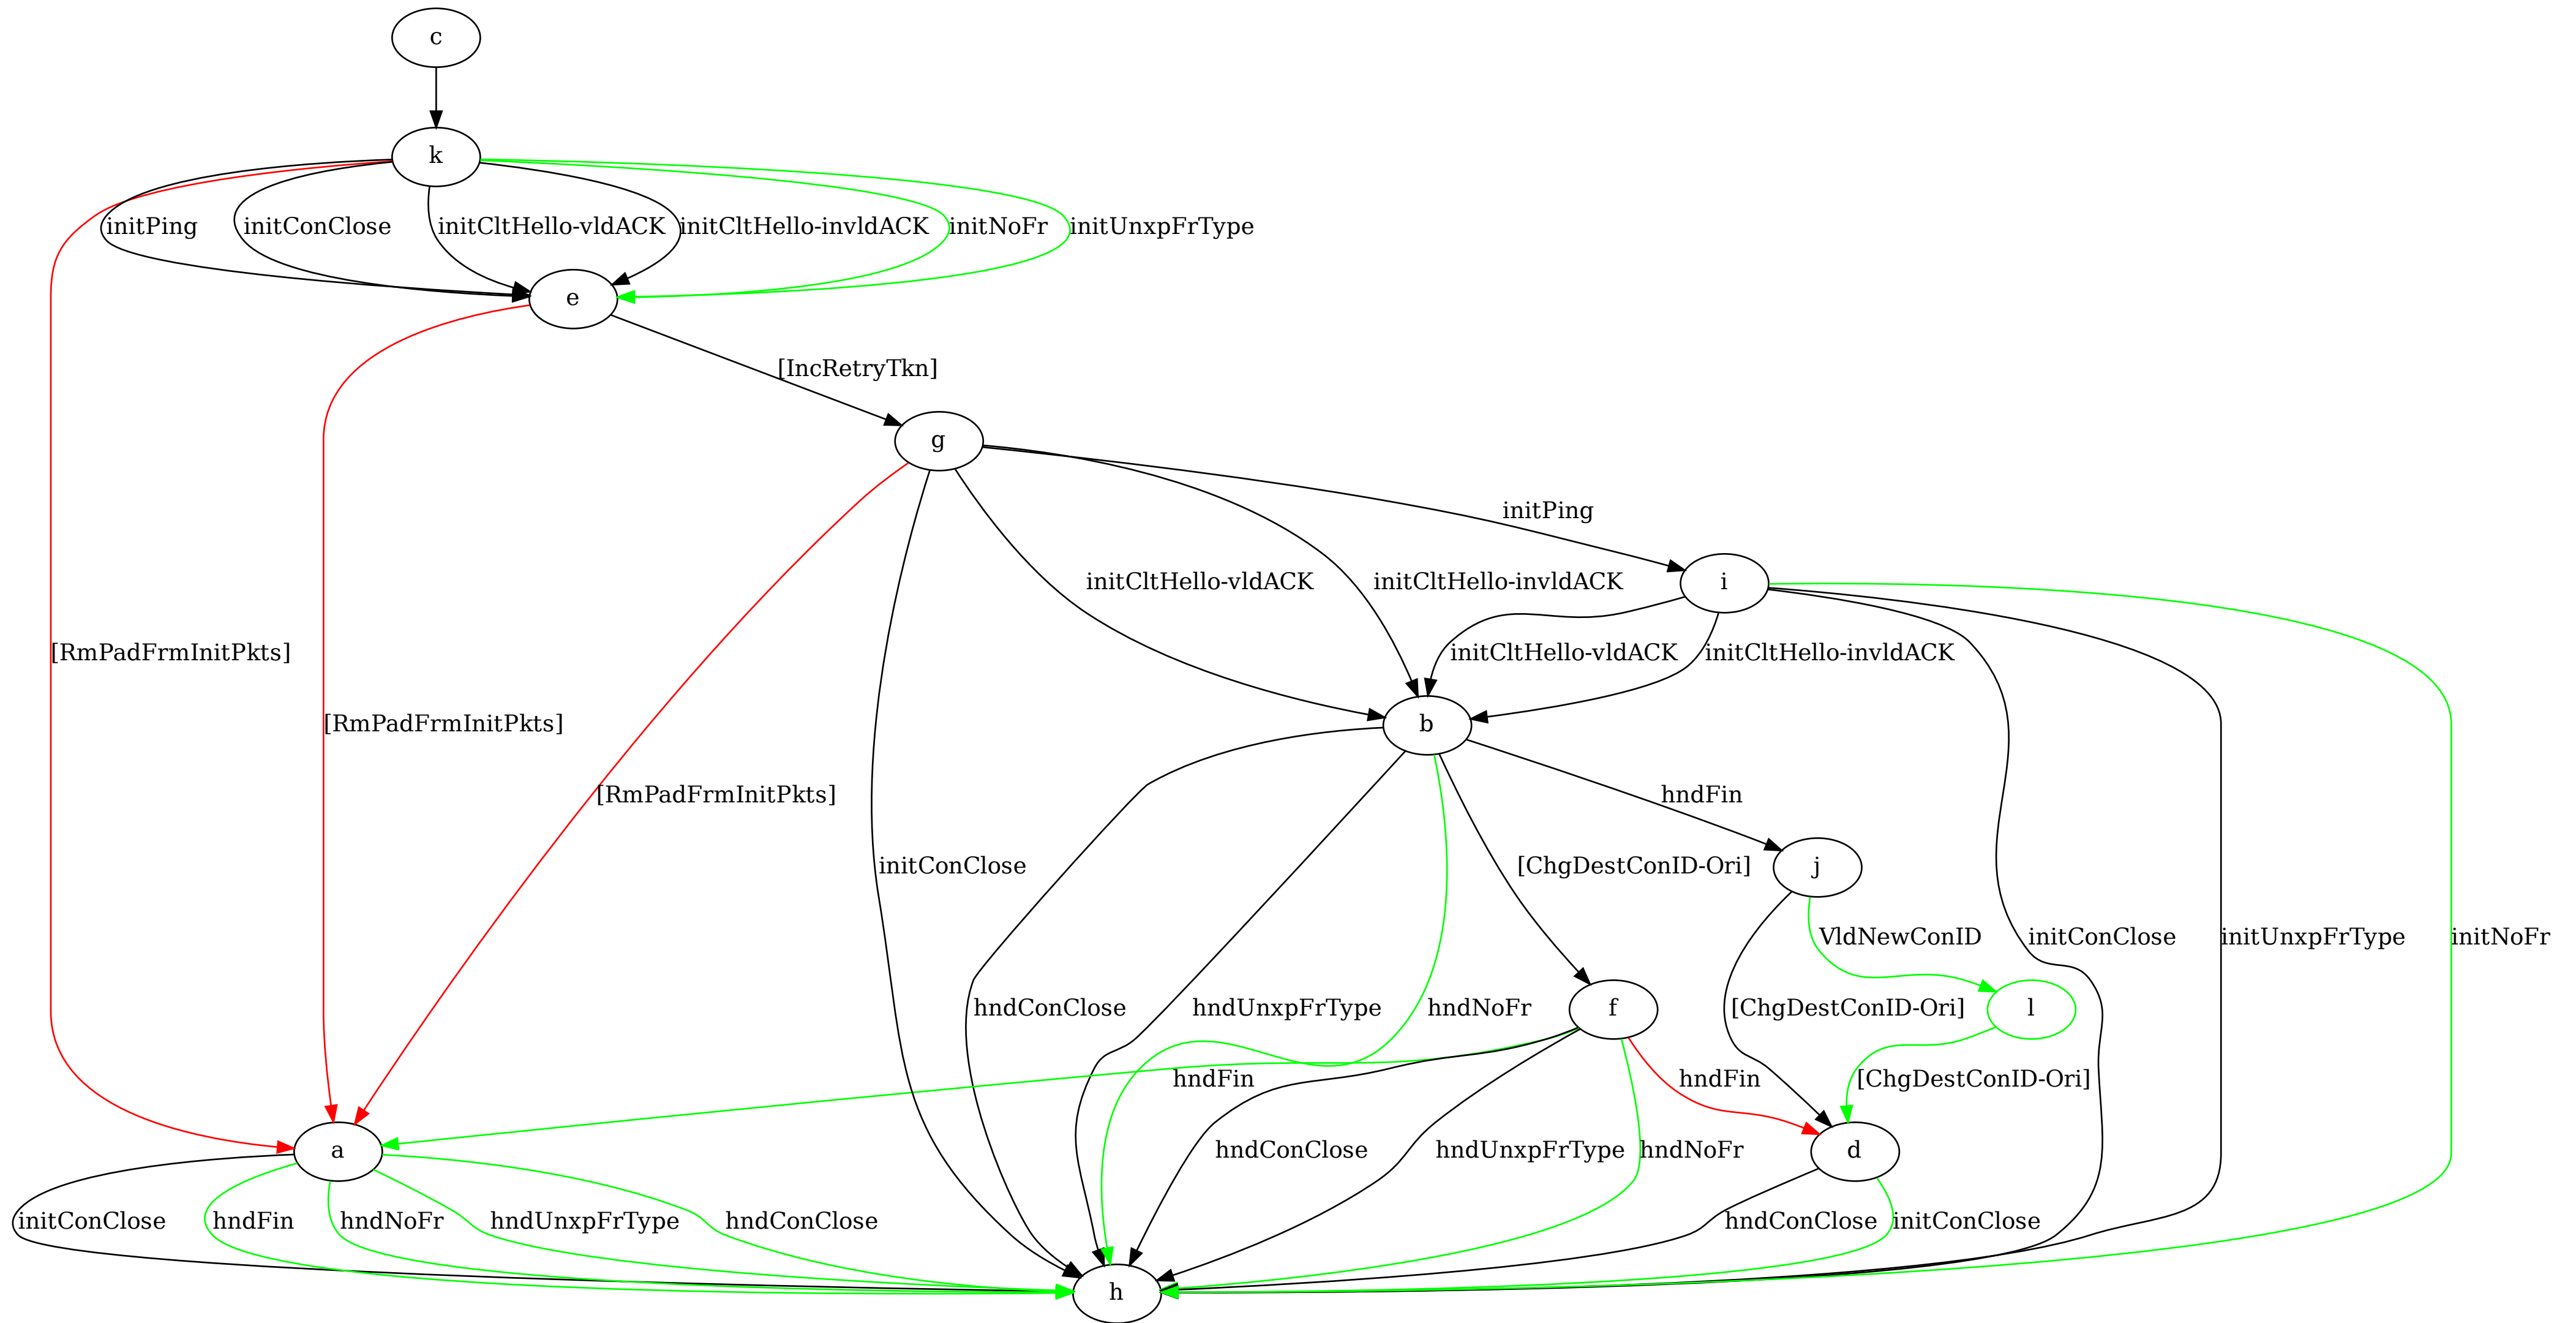 c
k
initPing
initConClose
initCltHello-vldACK
initCltHello-invldACK
initNoFr
initUnxpFrType
e
[IncRetryTkn]
g
initPing
initCltHello-vldACK
initCltHello-invldACK
i
[RmPadFrmInitPkts]
initCltHello-vldACK
initCltHello-invldACK
[RmPadFrmInitPkts]
b
[RmPadFrmInitPkts]
hndFin
initConClose
[ChgDestConID-Ori]
j
VldNewConID
initConClose
initUnxpFrType
initNoFr
hndConClose
hndUnxpFrType
hndNoFr
f
[ChgDestConID-Ori]
l
hndFin
hndFin
[ChgDestConID-Ori]
a
hndConClose
hndUnxpFrType
hndNoFr
d
initConClose
hndFin
hndNoFr
hndUnxpFrType
hndConClose
hndConClose
initConClose
h